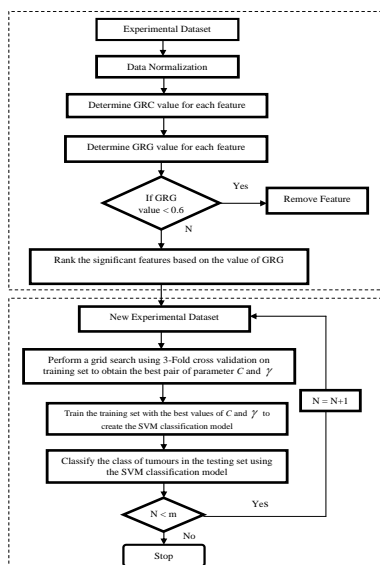 Experimental Dataset
Data Normalization
Determine GRC value for each feature
Determine GRG value for each feature
If GRG
value < 0.6
Yes
Remove Feature
N
Rank the significant features based on the value of GRG
New Experimental Dataset
Perform a grid search using 3-Fold cross validation on
training set to obtain the best pair of parameter C and γ
N = N+1
Train the training set with the best values of C and γ to
create the SVM classification model
Classify the class of tumours in the testing set using
the SVM classification model
N < m
Yes
No
Stop